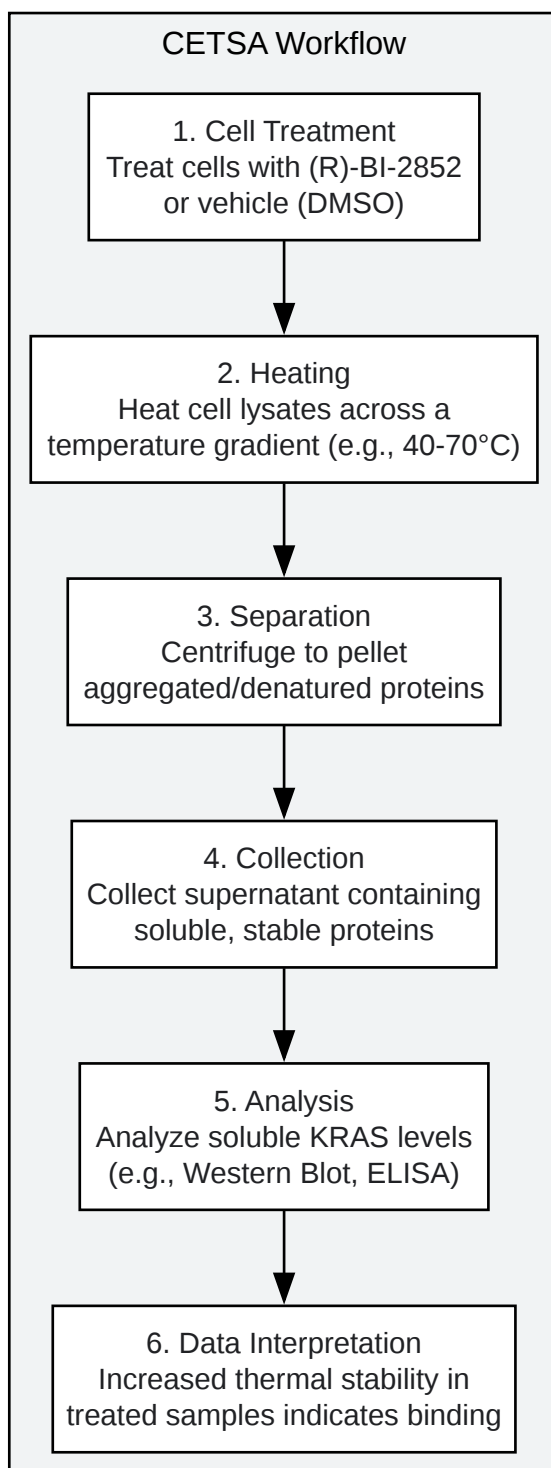 CETSA Workflow
1. Cell Treatment
Treat cells with (R)-BI-2852
or vehicle (DMSO)
2. Heating
Heat cell lysates across a
temperature gradient (e.g., 40-70°C)
3. Separation
Centrifuge to pellet
aggregated/denatured proteins
4. Collection
Collect supernatant containing
soluble, stable proteins
5. Analysis
Analyze soluble KRAS levels
(e.g., Western Blot, ELISA)
6. Data Interpretation
Increased thermal stability in
treated samples indicates binding